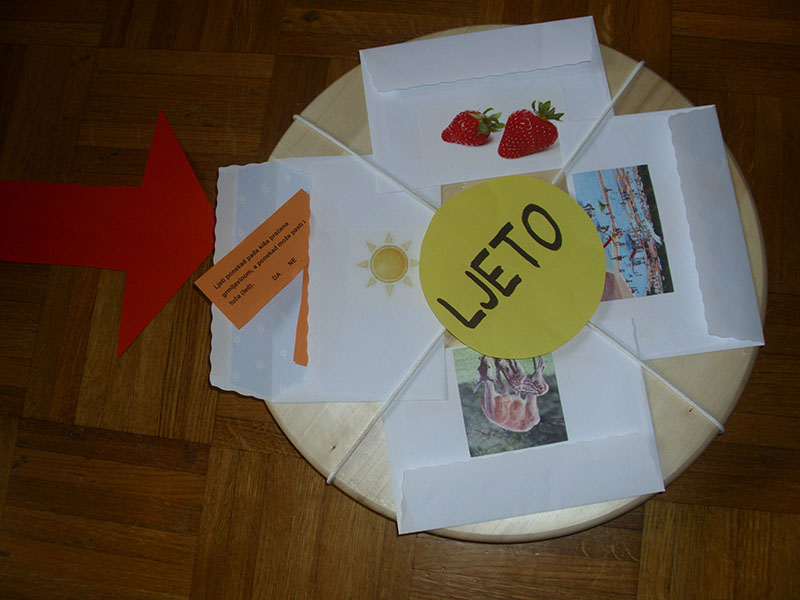 LJETO
Ljeti ponekad pada kiša praćena
grmljavinom, a ponekad može pasti i
tuča (led). DA NE